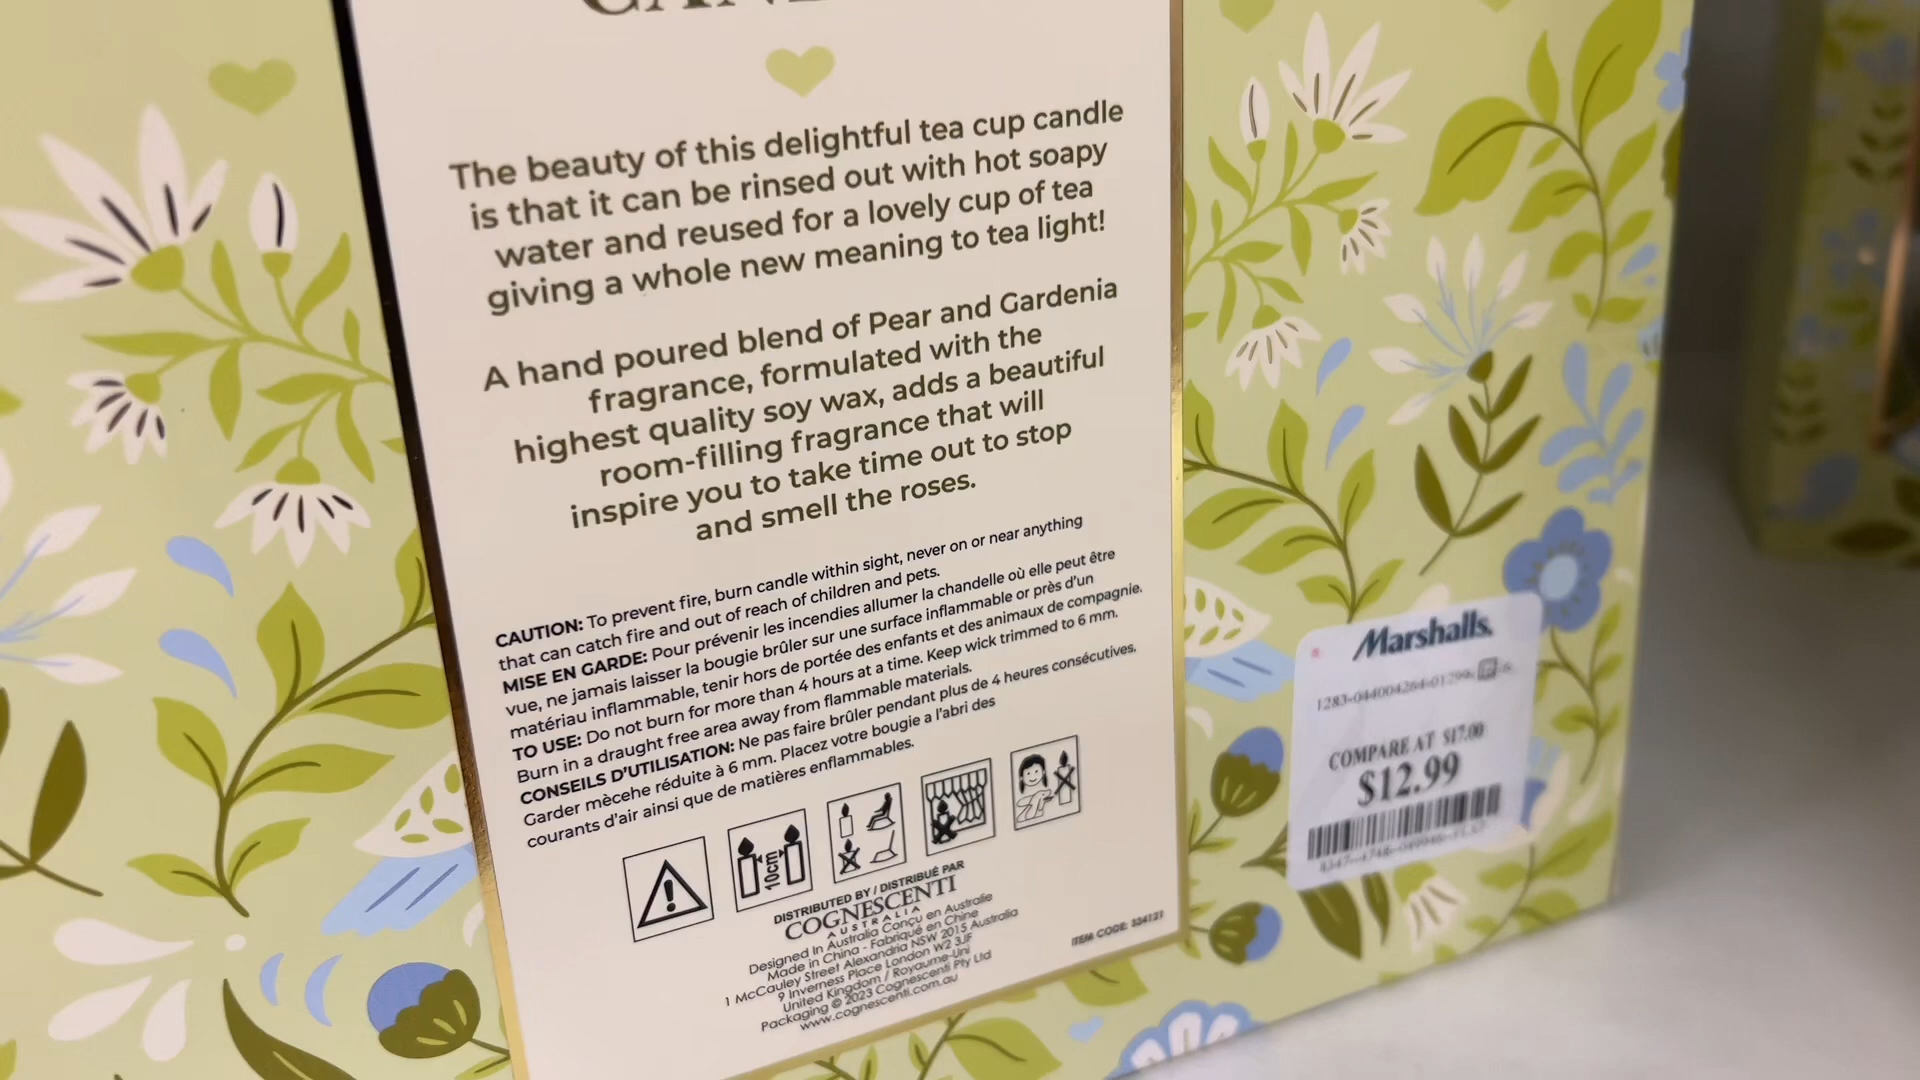 The beauty of this delightful tea cup candle
is that it can be rinsed out with hot soapy
water and reused for a lovely cup of tea
giving a whole new meaning to tea light!
A hand poured blend of Pear and Gardenia
fragrance, formulated with the
highest quality soy wax, adds a beautiful
room-filling fragrance that will
inspire you to take time out to stop
and smell the roses.
CAUTION: To prevent fire, burn candle within sight, never on or near anything
that can catch fire and out of reach of children and pets.
MISE EN GARDE: Pour prévenir les incendies allumer la chandelle où elle peut être
vue, ne jamais laisser la bougie brûler sur une surface inflammable or près d'un
matériau inflammable, tenir hors de portée des enfants et des animaux de compagnie.
TO USE: Do not burn for more than 4 hours at a time. Keep wick trimmed to 6 mm.
Burn in a draught free area away from flammable materials.
CONSEILS D'UTILISATION: Ne pas faire brûler pendant plus de 4 heures consécutives.
Garder mècehe réduite à 6 mm. Placez votre bougie a l'abri des
courants d'air ainsi que de matières enflammables.
10cm
DISTRIBUTED BY / DISTRIBUÉ PAR
COGNESCENTI
AUSTRALIA
Designed In Australia Conçu en Australie
Made in China - Fabriqué en Chine
1 McCauley Street Alexandria NSW 2015 Australia
9 Inverness Place London W2 3JF
United Kingdom / Royaume-Uni
Packaging © 2023 Cognescenti Pty Ltd
www.cognescenti.com.au
ITEM CODE: 334121
Marshalls.
COMPARE AT $17.00
$12.99